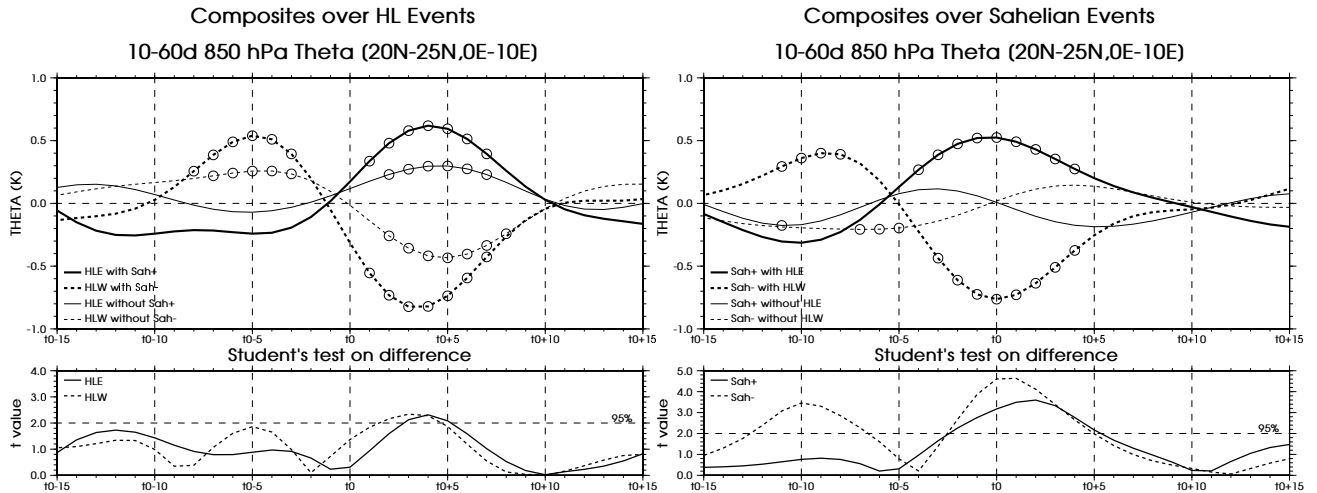 Composites over HL Events
10-60d 850 hPa Theta (20N-25N,0E-10E)
1.0
0.5
0.0
-0.5
-1.0
THETA (K)
HLE with Sah+
HLW with Sah-
HLE without Sah+
HLW without Sah-
t0-15 t0-10 t0-5 t0 t0+5 t0+10 t0+15
Student's test on difference
4.0
3.0
2.0
1.0
0.0
t value
HLE
HLW
95%
t0-15 t0-10 t0-5 t0 t0+5 t0+10 t0+15
Composites over Sahelian Events
10-60d 850 hPa Theta (20N-25N,0E-10E)
1.0
0.5
0.0
-0.5
-1.0
THETA (K)
Sah+ with HLE
Sah- with HLW
Sah+ without HLE
Sah- without HLW
t0-15 t0-10 t0-5 t0 t0+5 t0+10 t0+15
Student's test on difference
5.0
4.0
3.0
2.0
1.0
0.0
t value
Sah+
Sah-
95%
t0-15 t0-10 t0-5 t0 t0+5 t0+10 t0+15